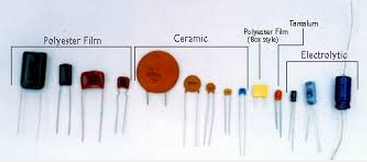 Polyester Film
Ceramic
Polyester Film
(Box style)
Tantalum
Electrolytic